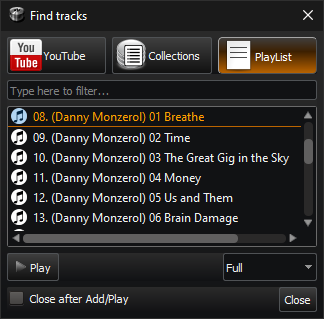 Find tracks
You
Tube
YouTube
Collections
PlayList
Type here to filter...
08. (Danny Monzerol) 01 Breathe
09. (Danny Monzerol) 02 Time
10. (Danny Monzerol) 03 The Great Gig in the Sky
11. (Danny Monzerol) 04 Money
12. (Danny Monzerol) 05 Us and Them
13. (Danny Monzerol) 06 Brain Damage
Play
Full
Close after Add/Play
Close